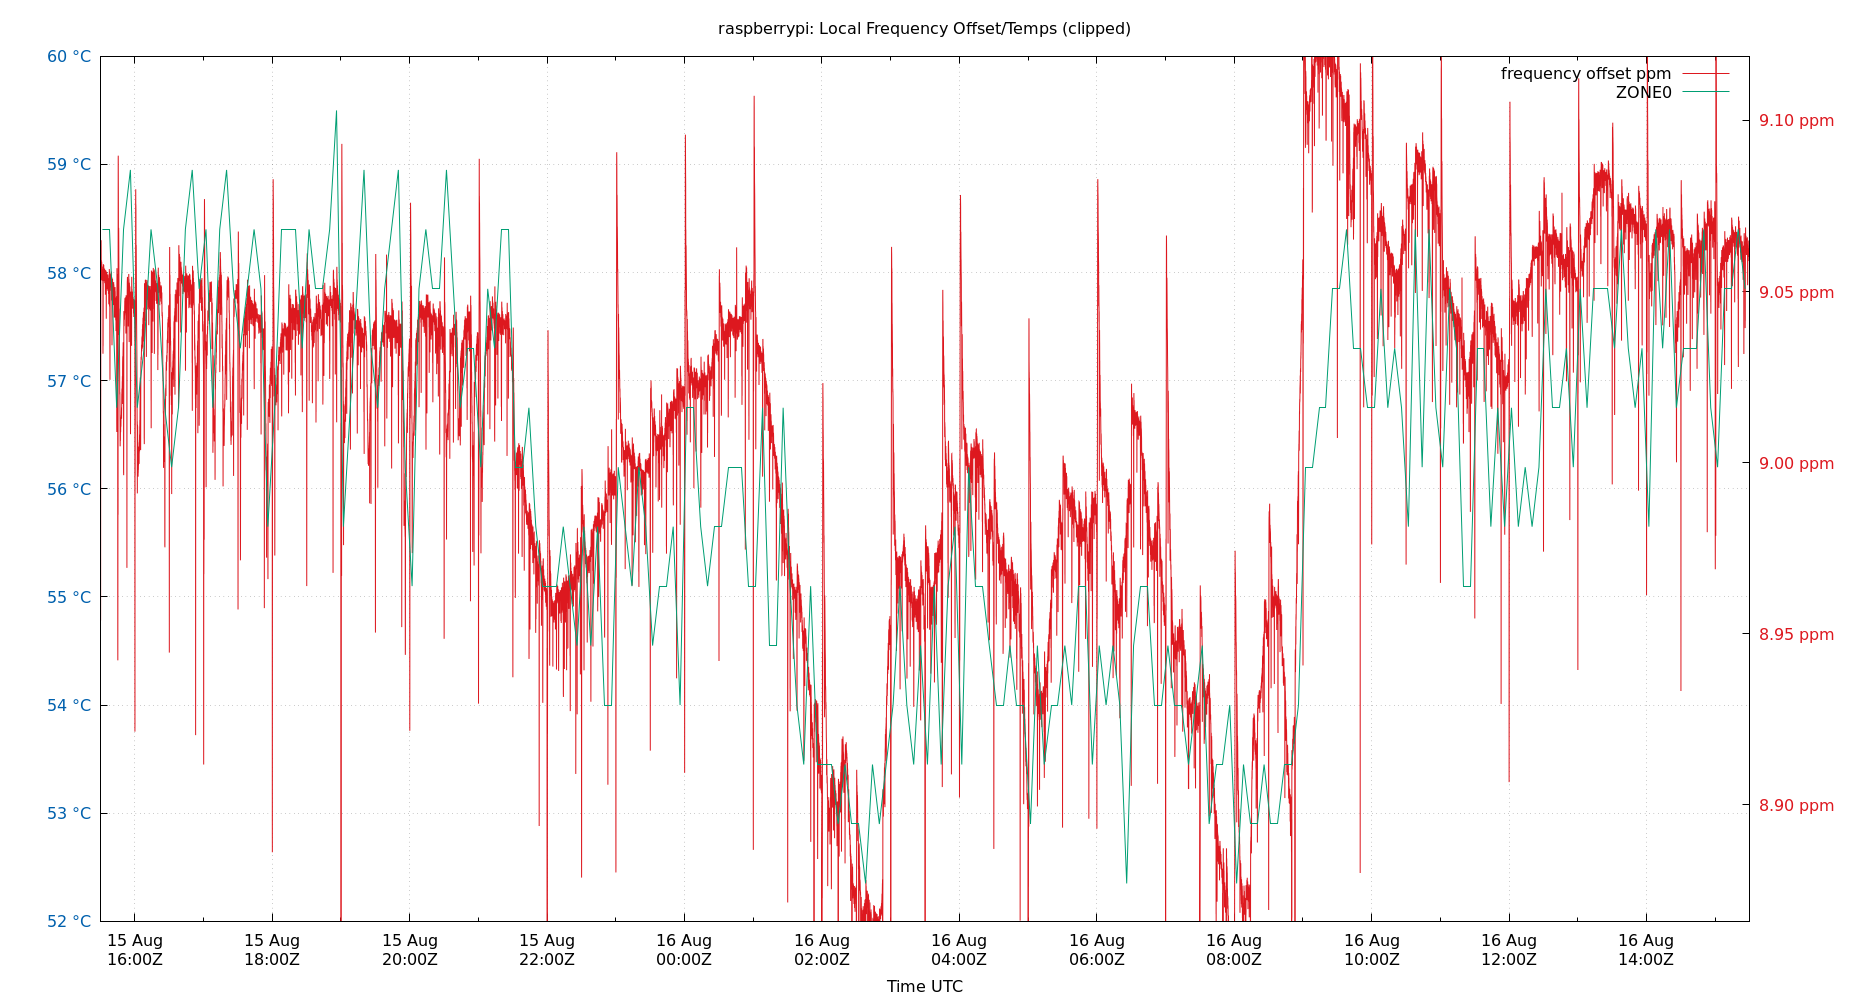 raspberrypi: Local Frequency Offset/Temps (clipped)
60 °C
59 °C
58 °C
57 °C
56 °C
55 °C
54 °C
53 °C
52 °C
frequency offset ppm
ZONE0
9.10 ppm
9.05 ppm
9.00 ppm
8.95 ppm
8.90 ppm
15 Aug
16:00Z
15 Aug
18:00Z
15 Aug
20:00Z
15 Aug
22:00Z
16 Aug
00:00Z
16 Aug
02:00Z
16 Aug
04:00Z
16 Aug
06:00Z
16 Aug
08:00Z
16 Aug
10:00Z
16 Aug
12:00Z
16 Aug
14:00Z
Time UTC